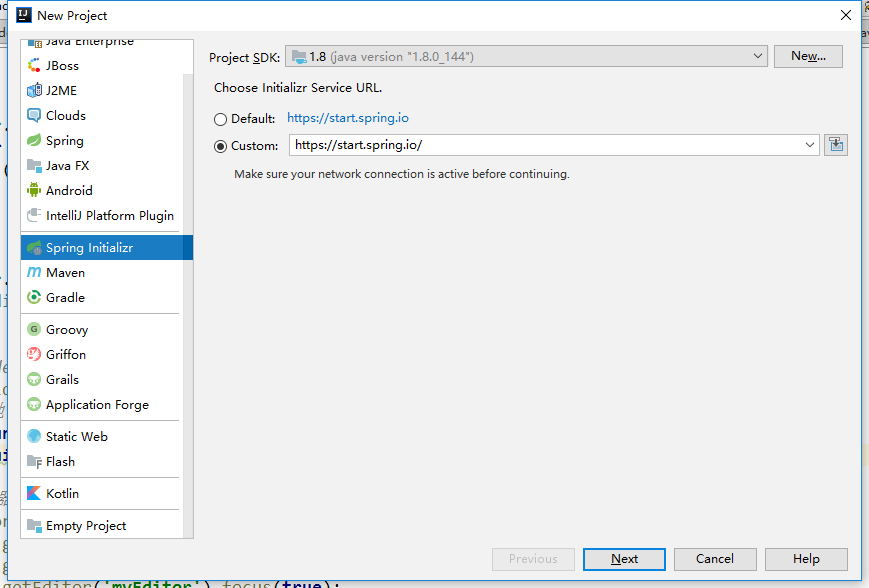 New Project
Java Enterprise
JBoss
J2ME
Clouds
Spring
Java FX
Android
IntelliJ Platform Plugin
Spring Initializr
Maven
Gradle
Groovy
Griffon
Grails
Application Forge
Static Web
Flash
Kotlin
Empty Project
Project SDK: 1.8 (java version "1.8.0_144") New...
Choose Initializr Service URL.
Default: https://start.spring.io
Custom: https://start.spring.io/
Make sure your network connection is active before continuing.
Previous Next Cancel Help
getEditor('myEditor').focus(true);